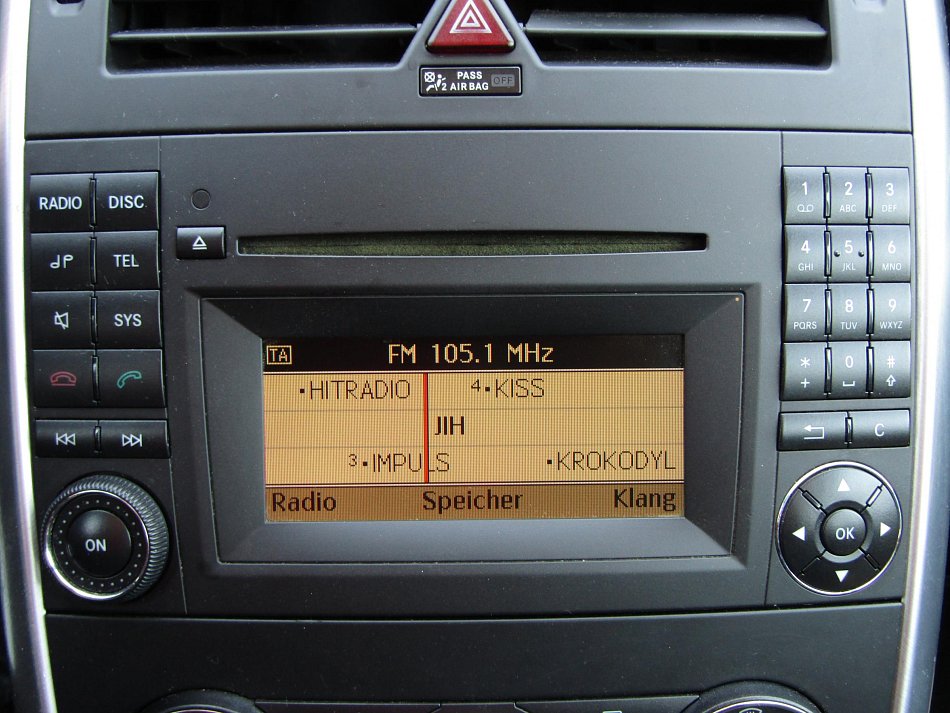 PASS
2 AIRBAG OFF
RADIO DISC
TEL
SYS
ON
TA FM 105.1 MHz
•HITRADIO 4•KISS
JIH
3•IMPULS •KROKODYL
Radio Speicher Klang
1 2 3
ABC DEF
4 5 6
GHI JKL MNO
7 8 9
PQRS TUV WXYZ
* 0 #
+
C
OK